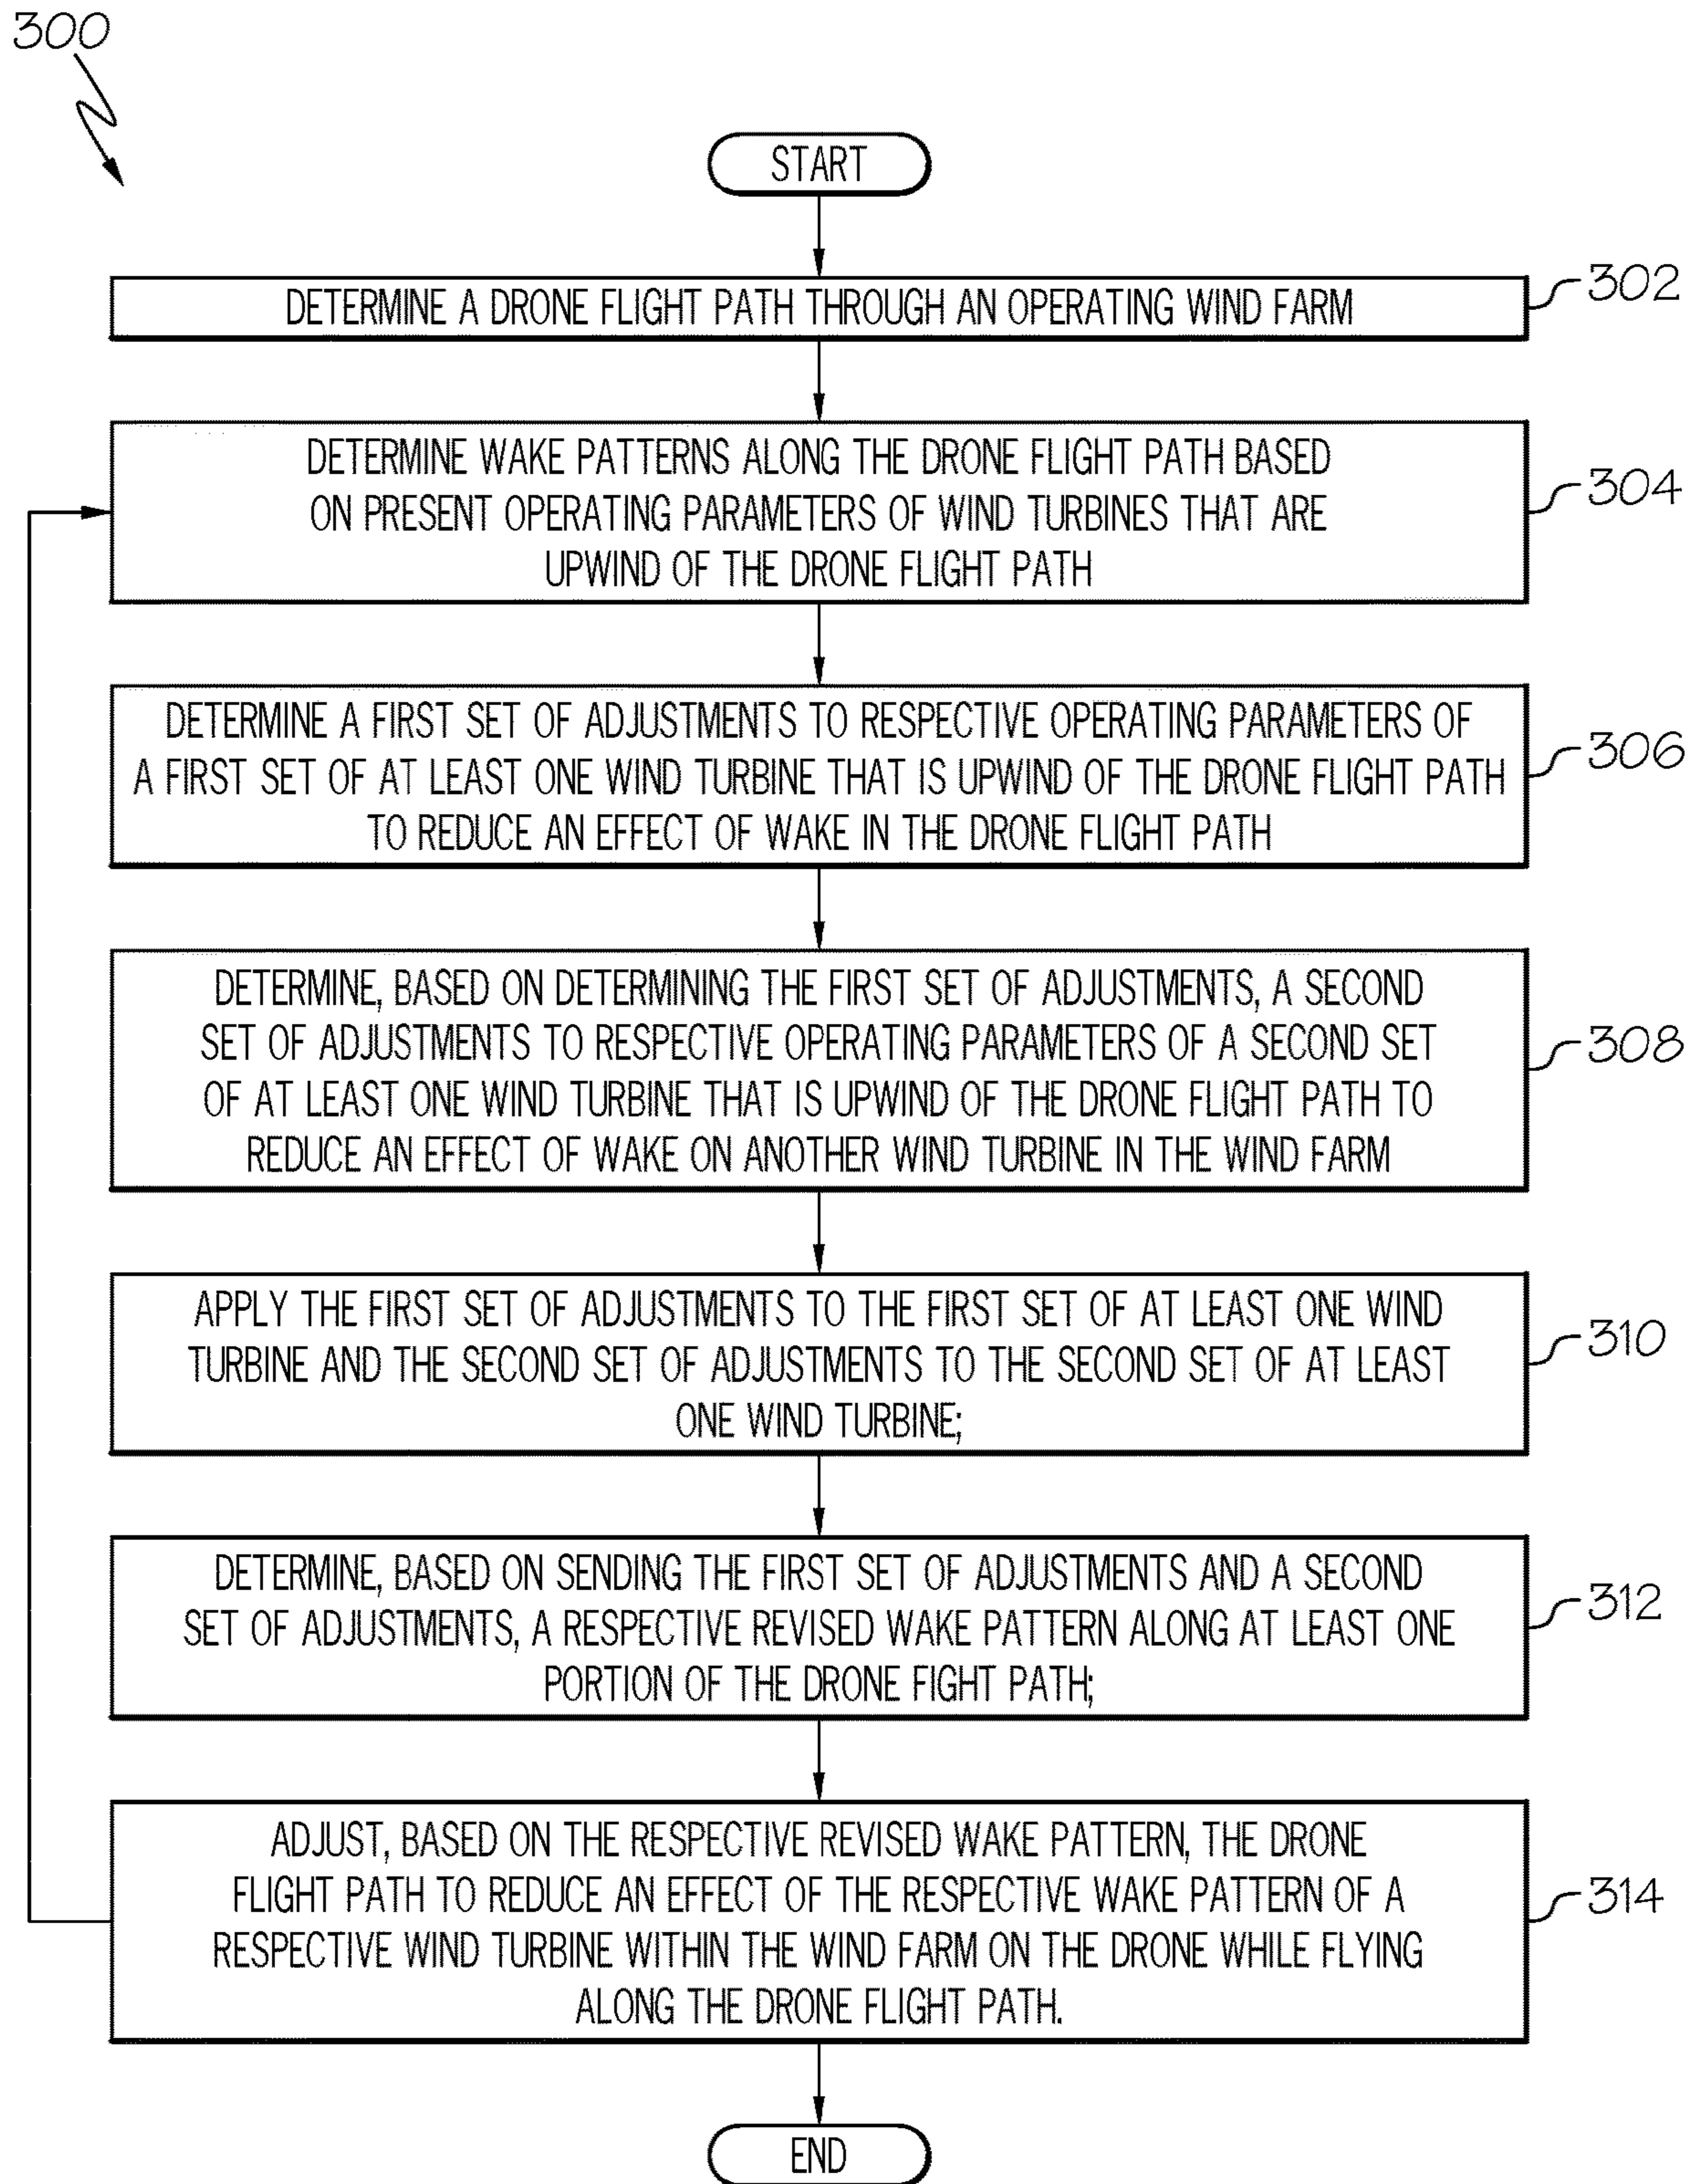 300
START
DETERMINE A DRONE FLIGHT PATH THROUGH AN OPERATING WIND FARM
302
DETERMINE WAKE PATTERNS ALONG THE DRONE FLIGHT PATH BASED
ON PRESENT OPERATING PARAMETERS OF WIND TURBINES THAT ARE
UPWIND OF THE DRONE FLIGHT PATH
304
DETERMINE A FIRST SET OF ADJUSTMENTS TO RESPECTIVE OPERATING PARAMETERS OF
A FIRST SET OF AT LEAST ONE WIND TURBINE THAT IS UPWIND OF THE DRONE FLIGHT PATH
TO REDUCE AN EFFECT OF WAKE IN THE DRONE FLIGHT PATH
306
DETERMINE, BASED ON DETERMINING THE FIRST SET OF ADJUSTMENTS, A SECOND
SET OF ADJUSTMENTS TO RESPECTIVE OPERATING PARAMETERS OF A SECOND SET
OF AT LEAST ONE WIND TURBINE THAT IS UPWIND OF THE DRONE FLIGHT PATH TO
REDUCE AN EFFECT OF WAKE ON ANOTHER WIND TURBINE IN THE WIND FARM
308
APPLY THE FIRST SET OF ADJUSTMENTS TO THE FIRST SET OF AT LEAST ONE WIND
TURBINE AND THE SECOND SET OF ADJUSTMENTS TO THE SECOND SET OF AT LEAST
ONE WIND TURBINE;
310
DETERMINE, BASED ON SENDING THE FIRST SET OF ADJUSTMENTS AND A SECOND
SET OF ADJUSTMENTS, A RESPECTIVE REVISED WAKE PATTERN ALONG AT LEAST ONE
PORTION OF THE DRONE FIGHT PATH;
312
ADJUST, BASED ON THE RESPECTIVE REVISED WAKE PATTERN, THE DRONE
FLIGHT PATH TO REDUCE AN EFFECT OF THE RESPECTIVE WAKE PATTERN OF A
RESPECTIVE WIND TURBINE WITHIN THE WIND FARM ON THE DRONE WHILE FLYING
ALONG THE DRONE FLIGHT PATH.
314
END